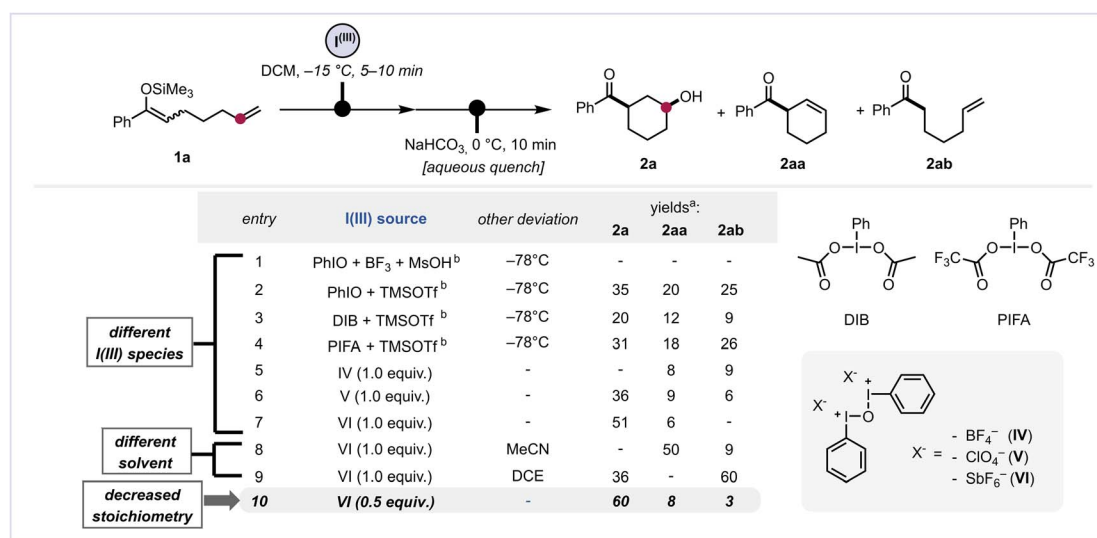 I(III)
DCM, –15 °C, 5–10 min
OSiMe3
Ph
1a
NaHCO3, 0 °C, 10 min
[aqueous quench]
O
Ph
OH
2a
+
O
Ph
2aa
+
O
Ph
2ab
entry I(III) source other deviation yieldsa:
2a 2aa 2ab
1 PhIO + BF3 + MsOH b –78°C - - -
2 PhIO + TMSOTf b –78°C 35 20 25
3 DIB + TMSOTf b –78°C 20 12 9
4 PIFA + TMSOTf b –78°C 31 18 26
5 IV (1.0 equiv.) - - 8 9
6 V (1.0 equiv.) - 36 9 6
7 VI (1.0 equiv.) - 51 6 -
8 VI (1.0 equiv.) MeCN - 50 9
9 VI (1.0 equiv.) DCE 36 - 60
10 VI (0.5 equiv.) - 60 8 3
different
I(III) species
different
solvent
decreased
stoichiometry
Ph
O–I–O
O O
DIB
Ph
F3C O–I–O CF3
O O
PIFA
X- +
I
X- +
I–O
X- =
- BF4– (IV)
- ClO4– (V)
- SbF6– (VI)